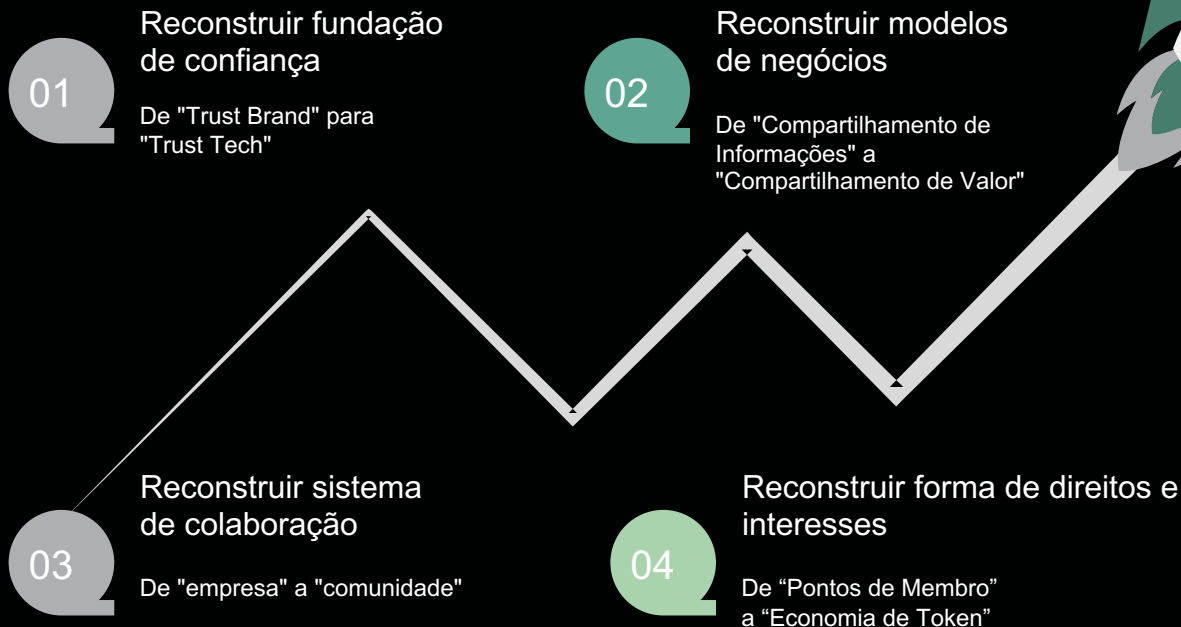 01
Reconstruir fundação
de confiança
De "Trust Brand" para
"Trust Tech"
02
Reconstruir modelos
de negócios
De "Compartilhamento de
Informações" a
"Compartilhamento de Valor"
03
Reconstruir sistema
de colaboração
De "empresa" a "comunidade"
04
Reconstruir forma de direitos e
interesses
De “Pontos de Membro”
a “Economia de Token”